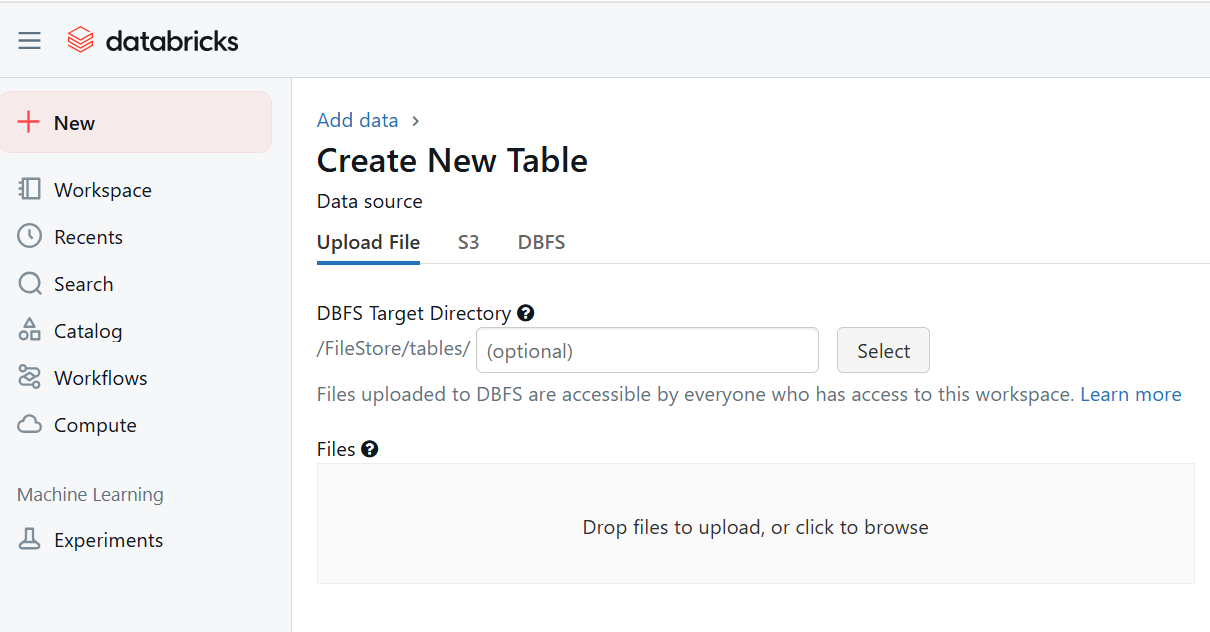 databricks
New
Workspace
Recents
Search
Catalog
Workflows
Compute
Machine Learning
Experiments
Add data ›
Create New Table
Data source
Upload File S3 DBFS
DBFS Target Directory ?
/FileStore/tables/ (optional) Select
Files uploaded to DBFS are accessible by everyone who has access to this workspace. Learn more
Files ?
Drop files to upload, or click to browse